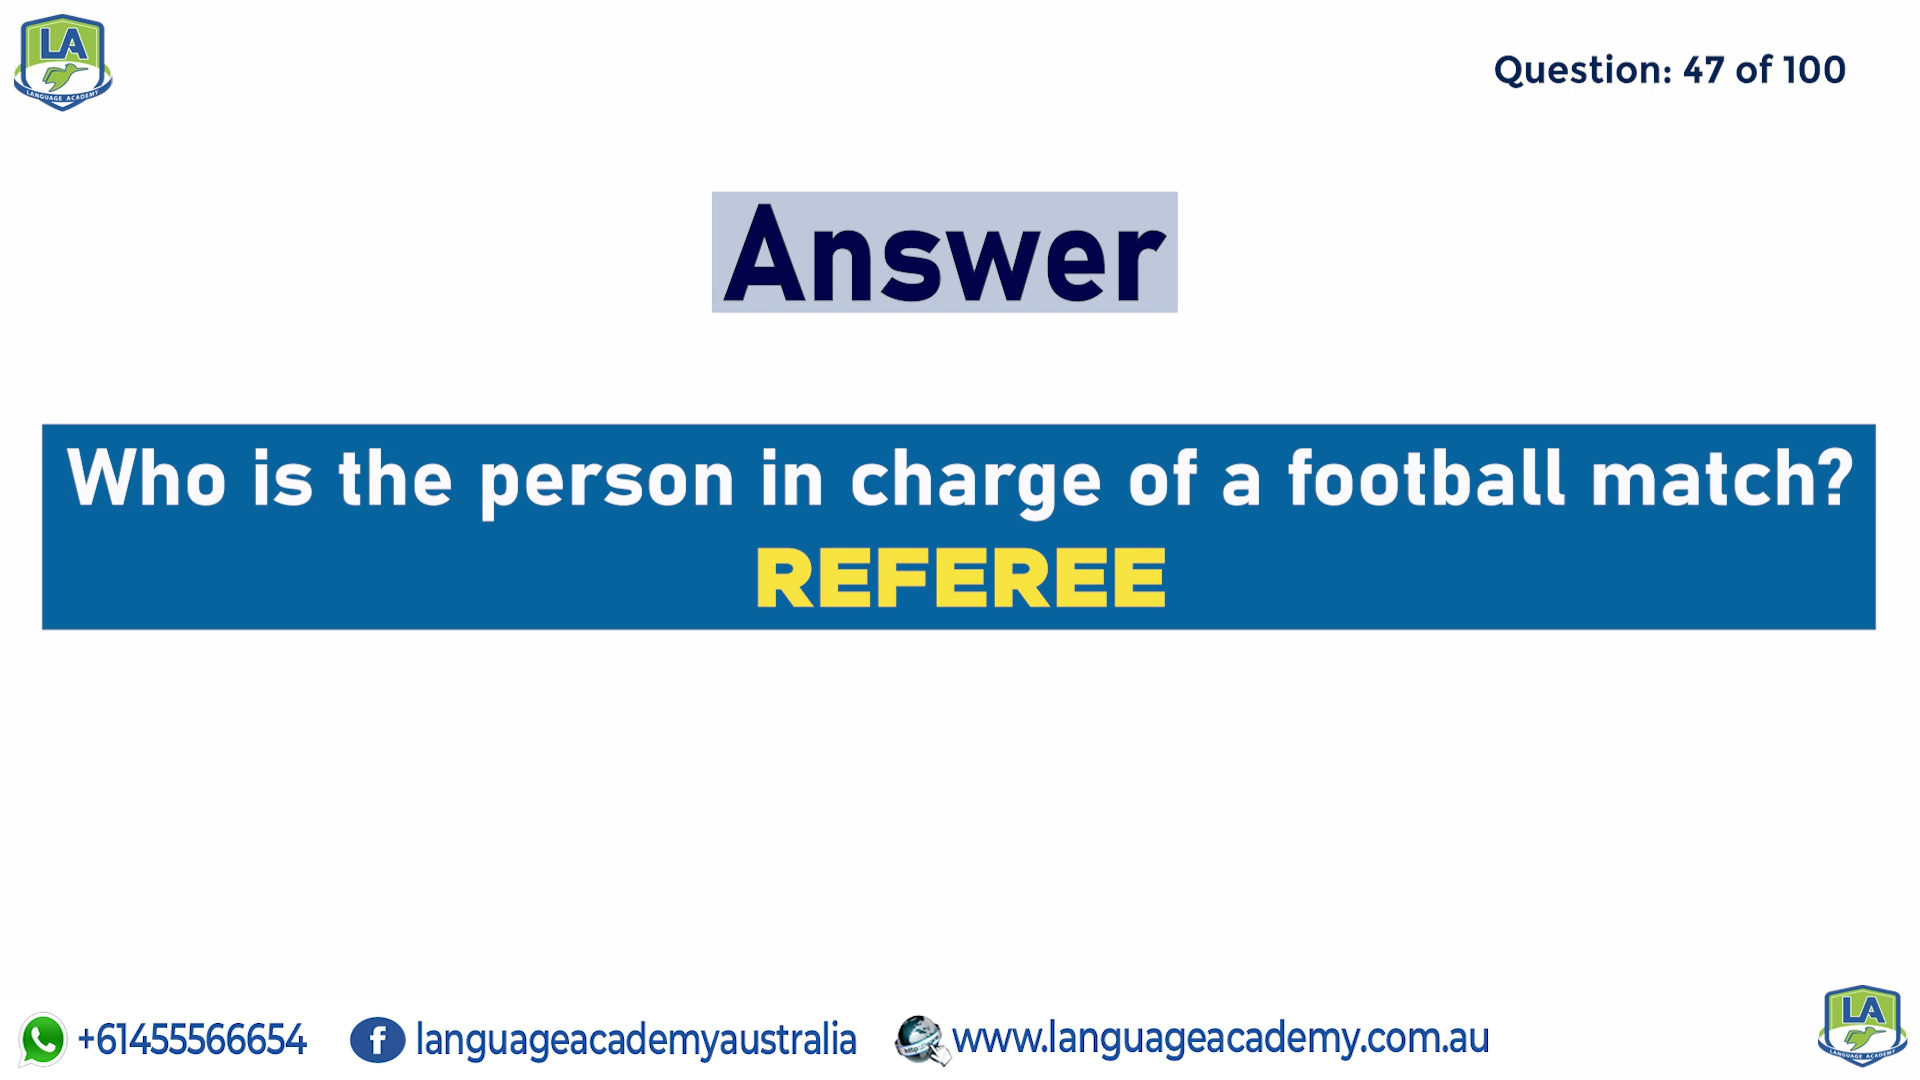 LA
LANGUAGE ACADEMY
Question: 47 of 100
Answer
Who is the person in charge of a football match?
REFEREE
+61455566654
languageacademyaustralia
www.languageacademy.com.au
LA
LANGUAGE ACADEMY